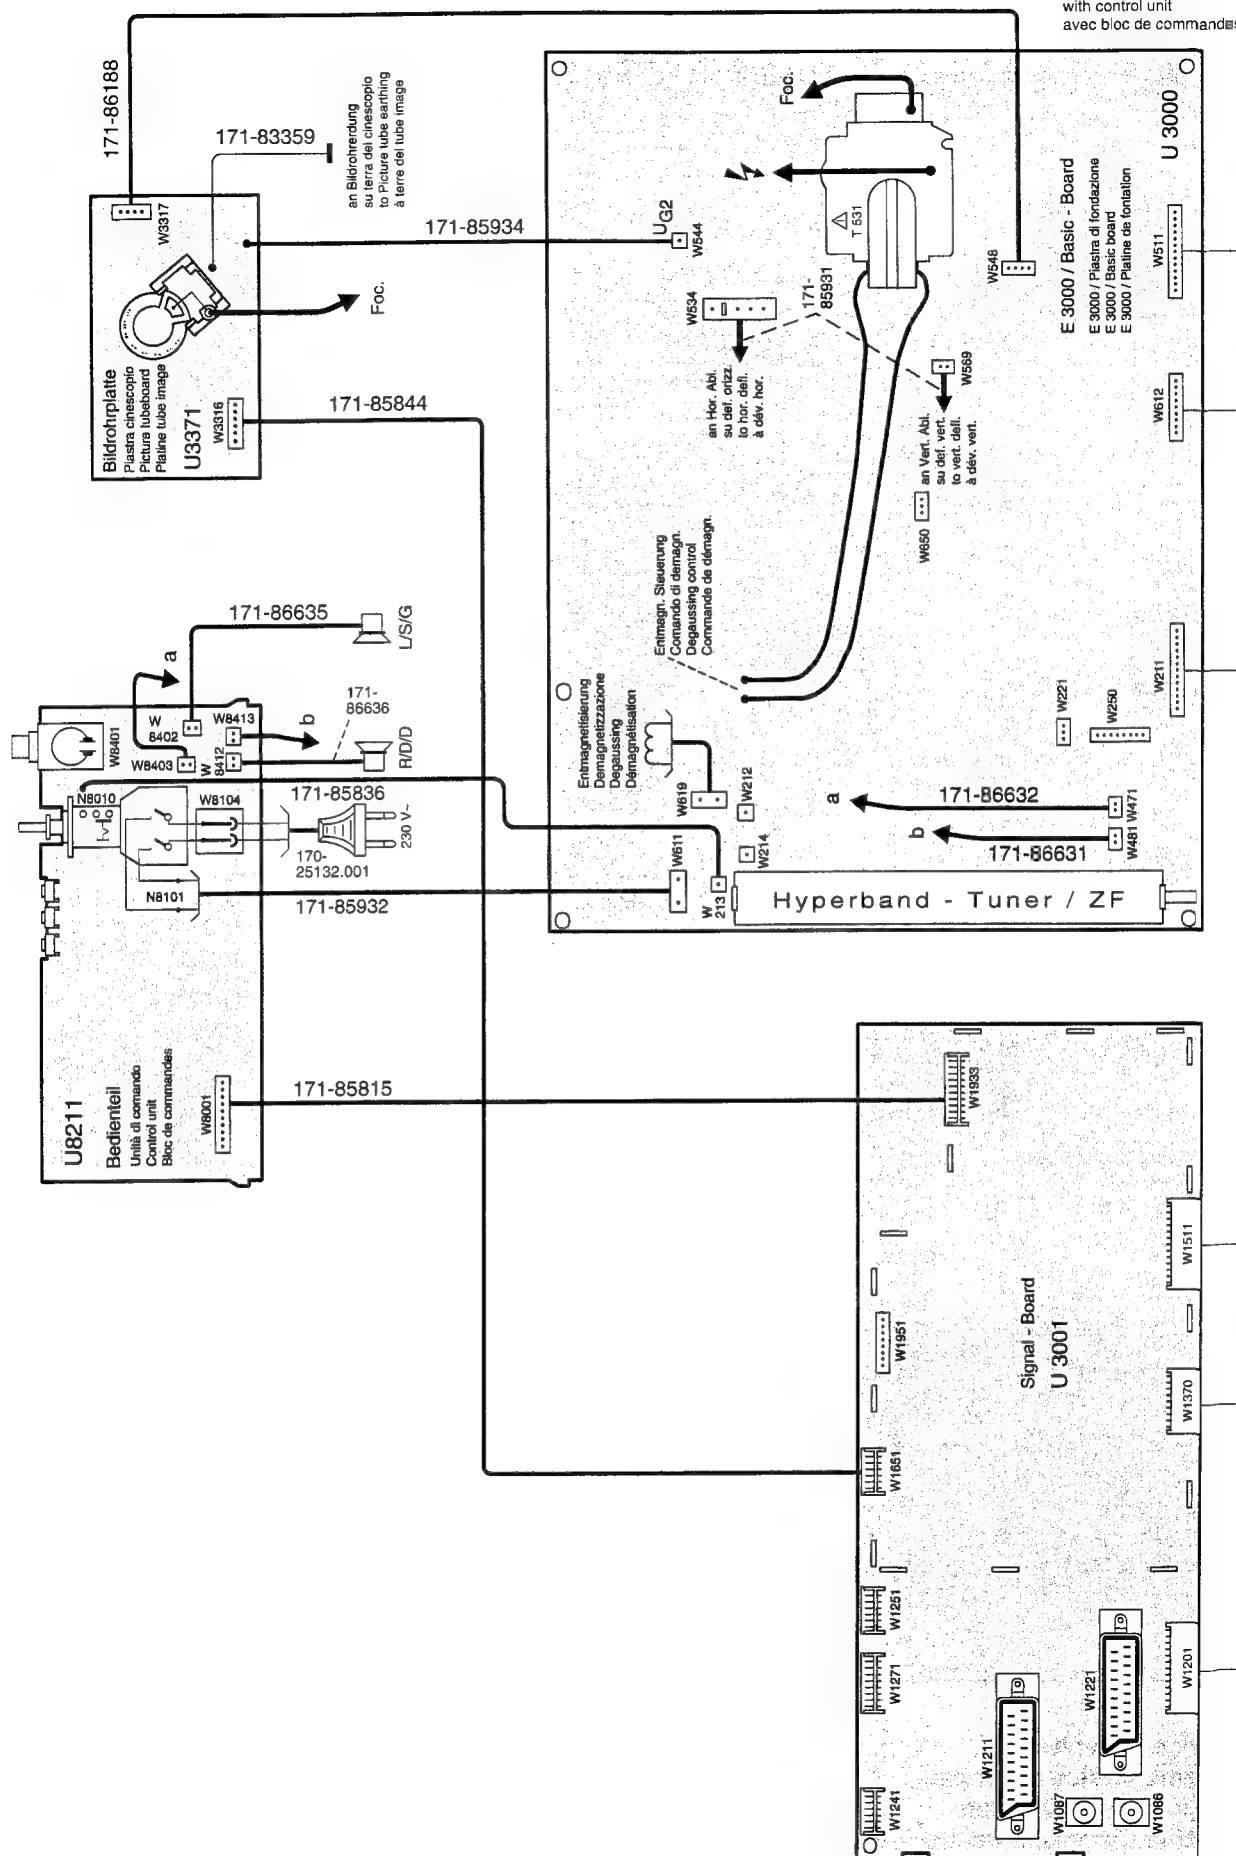 with control unit
avec bloc de commandes
171-86188
171-83359
an Bildrohrerdung
su terra del cinescopio
to Picture tube earthing
à terre del tube image
W3317
171-85934
Foc.
Bildrohrplatte
Piastra cinescopio
Pictura tubeboard
Platine tube image
U3371
W3316
171-85844
U 3000
Foc.
T 531
UG2
W544
W548
W511
E 3000 / Basic - Board
E 3000 / Piastra di fondazione
E 3000 / Basic board
E 3000 / Platine de fontation
W534
171-
85931
an Hor. Abl.
su def. orizz.
to hor. defl.
à dév. hor.
W569
an Vert. Abl.
su def. vert.
to vert. defl.
à dév. vert.
W612
W650
Entmagn. Steuerung
Comando di demagn.
Degaussing control
Commande de démagn.
Entmagnetisierung
Demagnetizzazione
Degaussing
Démagnétisation
W211
W221
W250
W619
W212
W214
W611
W
213
a
171-86632
W471
b
171-86631
W481
Hyperband - Tuner / ZF
171-86635
L/S/G
a
W
8402
W8413
W8401
W8403
W
8412
b
171-
86636
R/D/D
N8010
W8104
171-85836
230 V~
170-
25132.001
N8101
171-85932
U8211
Bedienteil
Unità di comando
Control unit
Bloc de commandes
W8001
171-85815
W1933
W1511
W1951
Signal - Board
U 3001
W1370
W1651
W1251
W1271
W1201
W1221
W1211
W1241
W1087
W1086